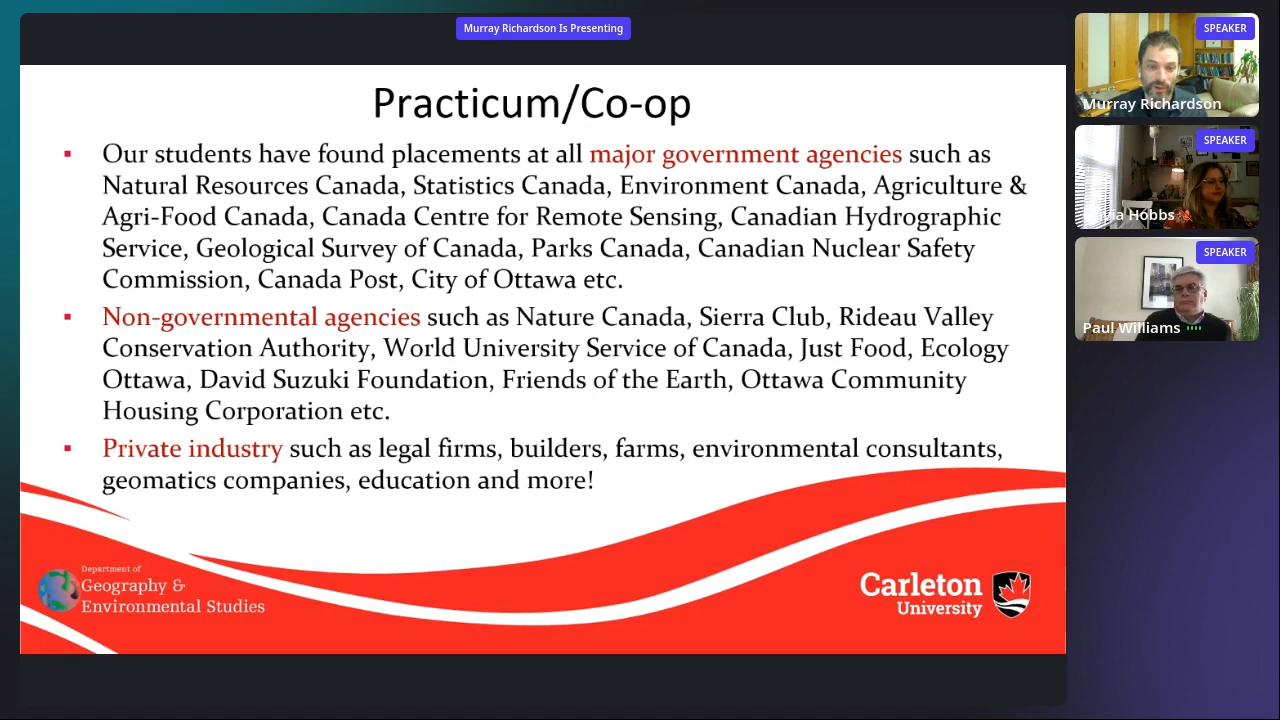 Murray Richardson Is Presenting
Practicum/Co-op
▪ Our students have found placements at all major government agencies such as
Natural Resources Canada, Statistics Canada, Environment Canada, Agriculture &
Agri-Food Canada, Canada Centre for Remote Sensing, Canadian Hydrographic
Service, Geological Survey of Canada, Parks Canada, Canadian Nuclear Safety
Commission, Canada Post, City of Ottawa etc.
▪ Non-governmental agencies such as Nature Canada, Sierra Club, Rideau Valley
Conservation Authority, World University Service of Canada, Just Food, Ecology
Ottawa, David Suzuki Foundation, Friends of the Earth, Ottawa Community
Housing Corporation etc.
▪ Private industry such as legal firms, builders, farms, environmental consultants,
geomatics companies, education and more!
Department of
Geography &
Environmental Studies
Carleton
University
SPEAKER
Murray Richardson
SPEAKER
Hobbs
SPEAKER
Paul Williams